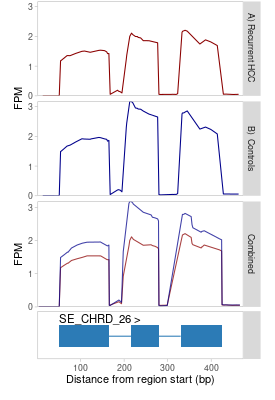 3
2
1
0
FPM
A) Recurrent HCC
3
2
1
0
FPM
B) Controls
3
2
1
0
FPM
Combined
SE_CHRD_26 >
100 200 300 400
Distance from region start (bp)